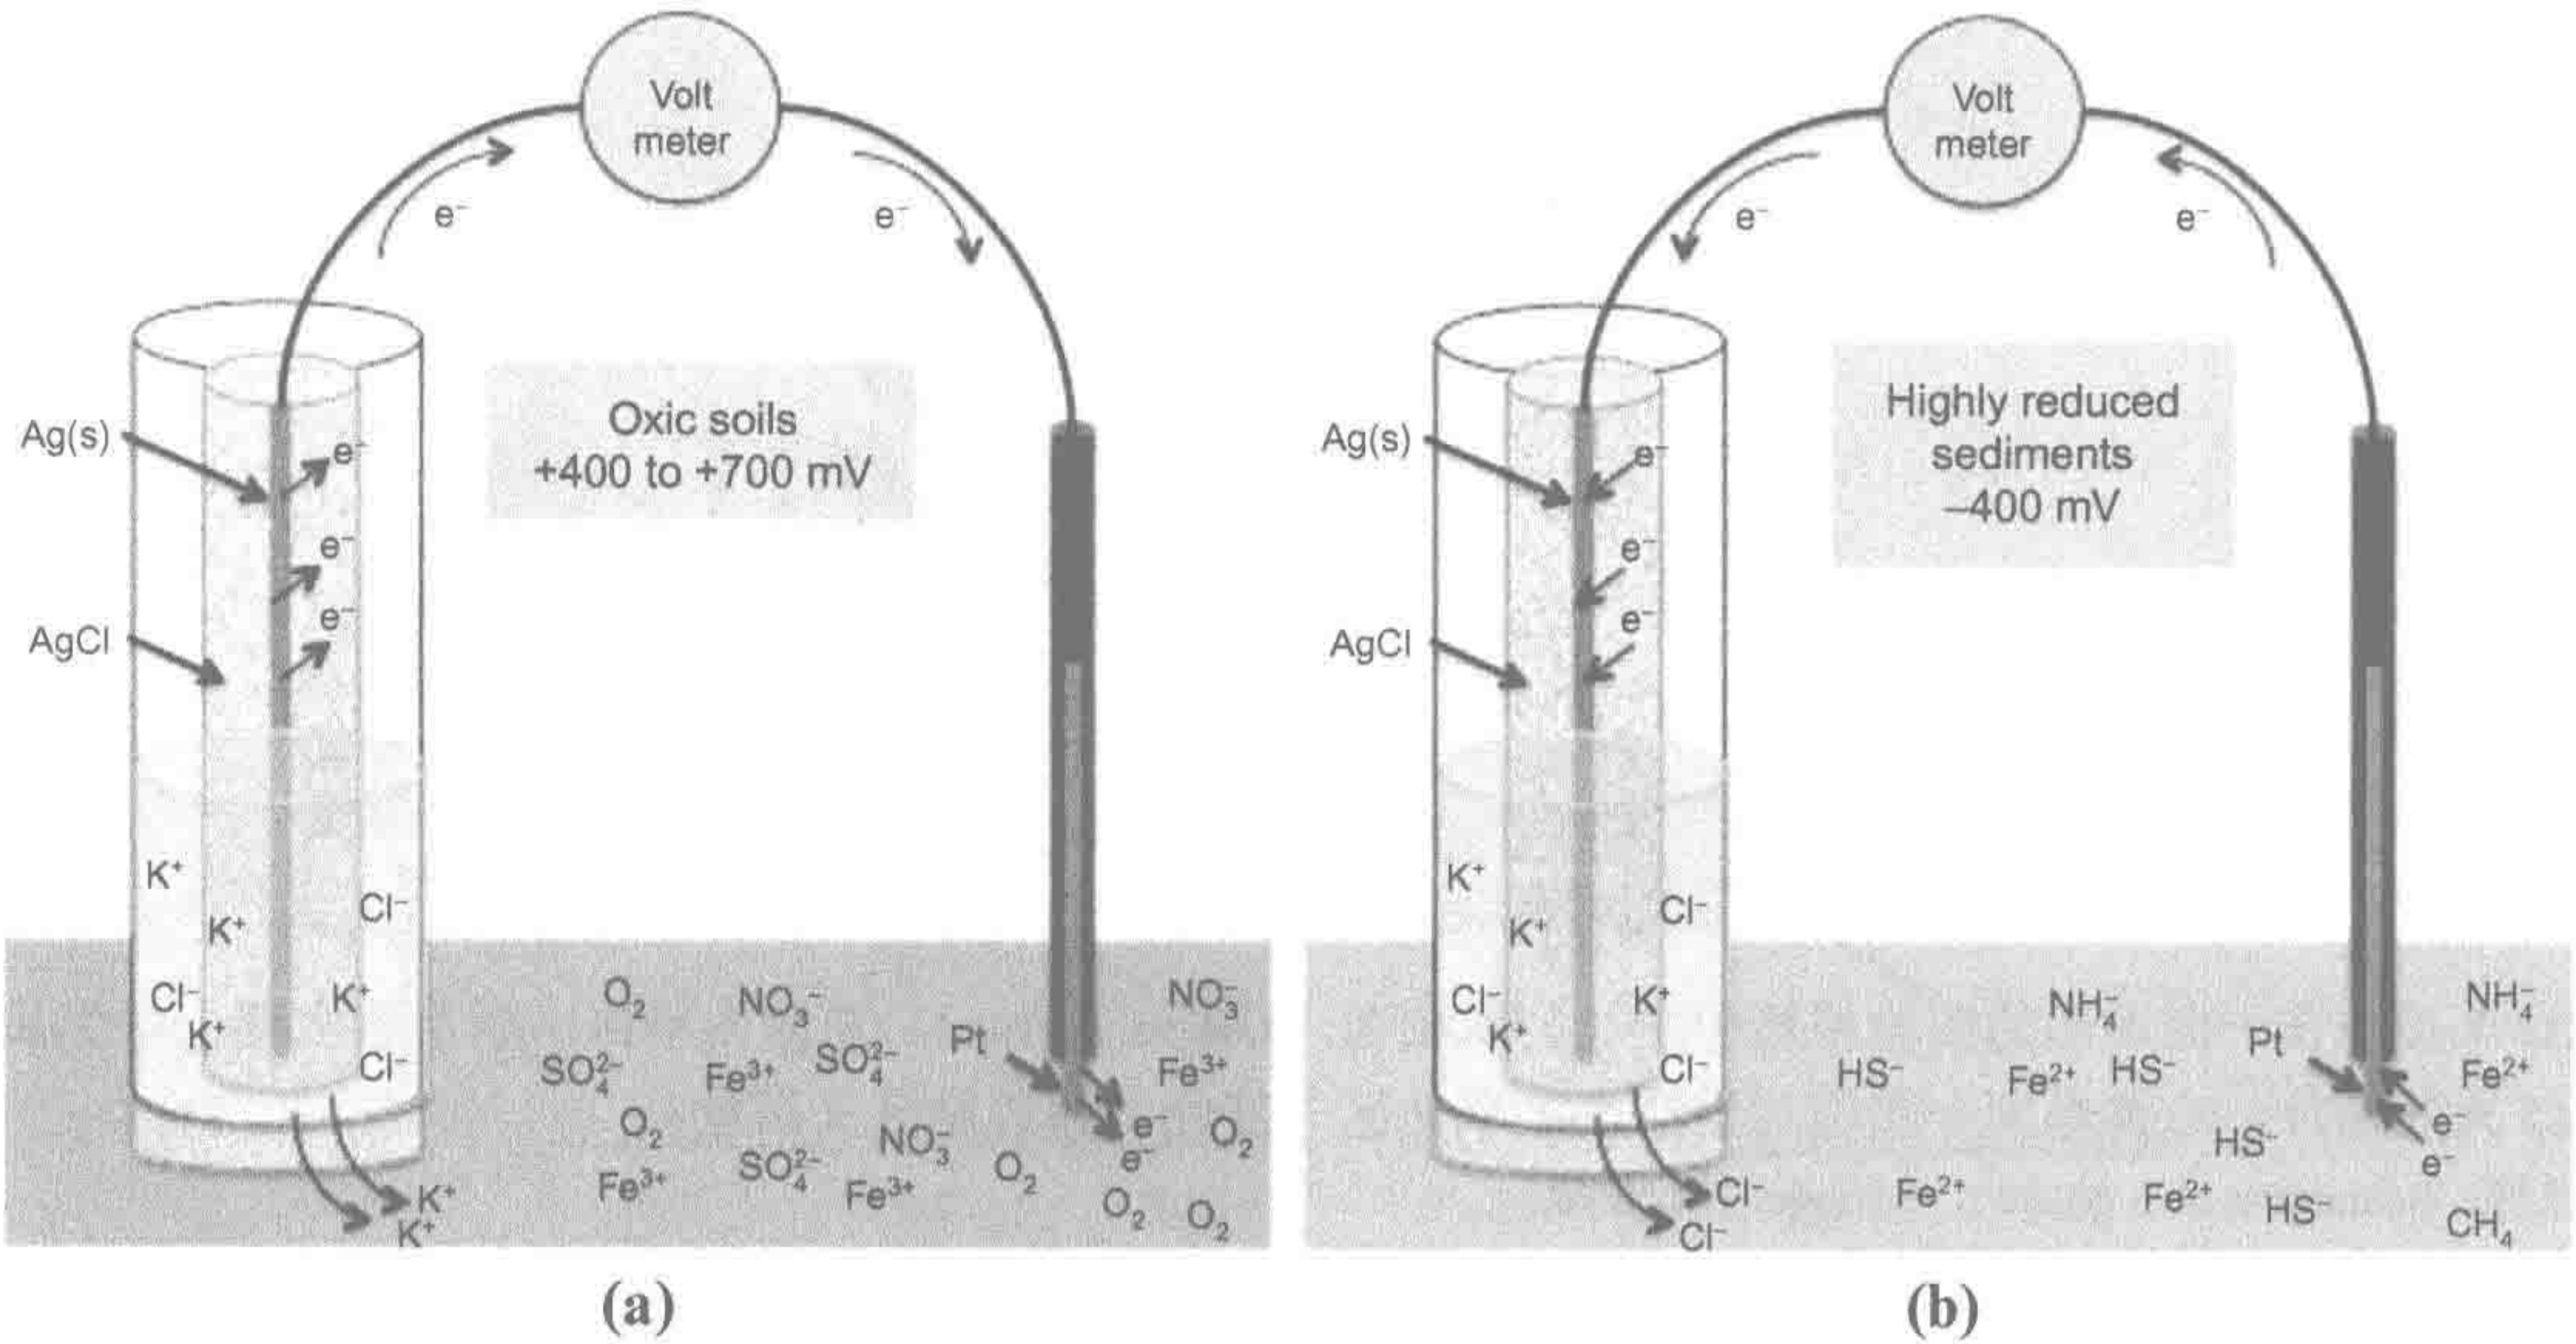 Volt
meter
e⁻
e⁻
Oxic soils
+400 to +700 mV
Ag(s)
e⁻
e⁻
e⁻
AgCl
K⁺
Cl⁻
K⁺
Cl⁻
K⁺
K⁺
Cl⁻
O₂
NO₃⁻
NO₃⁻
Pt
SO₄²⁻
Fe³⁺
SO₄²⁻
Fe³⁺
O₂
NO₃⁻
e⁻
O₂
e⁻
Fe³⁺
SO₄²⁻
Fe³⁺
O₂
O₂
O₂
K⁺
K⁺
(a)
Volt
meter
e⁻
e⁻
Highly reduced
sediments
–400 mV
Ag(s)
e⁻
e⁻
e⁻
AgCl
K⁺
Cl⁻
K⁺
Cl⁻
K⁺
K⁺
Cl⁻
NH₄⁻
NH₄⁻
Pt
HS⁻
Fe²⁺
HS⁻
Fe²⁺
HS⁻
e⁻
e⁻
Cl⁻
Fe²⁺
Fe²⁺
HS⁻
CH₄
Cl⁻
(b)